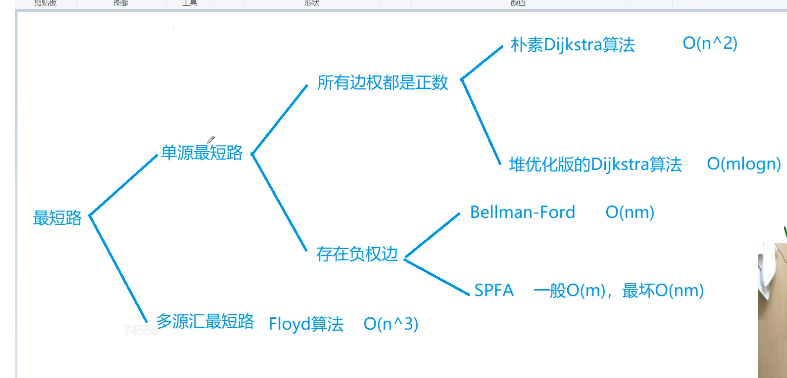 剪贴板 图像 工具 形状 颜色
朴素Dijkstra算法 O(n^2)
所有边权都是正数
单源最短路
堆优化版的Dijkstra算法 O(mlogn)
最短路
Bellman-Ford O(nm)
存在负权边
SPFA 一般O(m)，最坏O(nm)
多源汇最短路 Floyd算法 O(n^3)